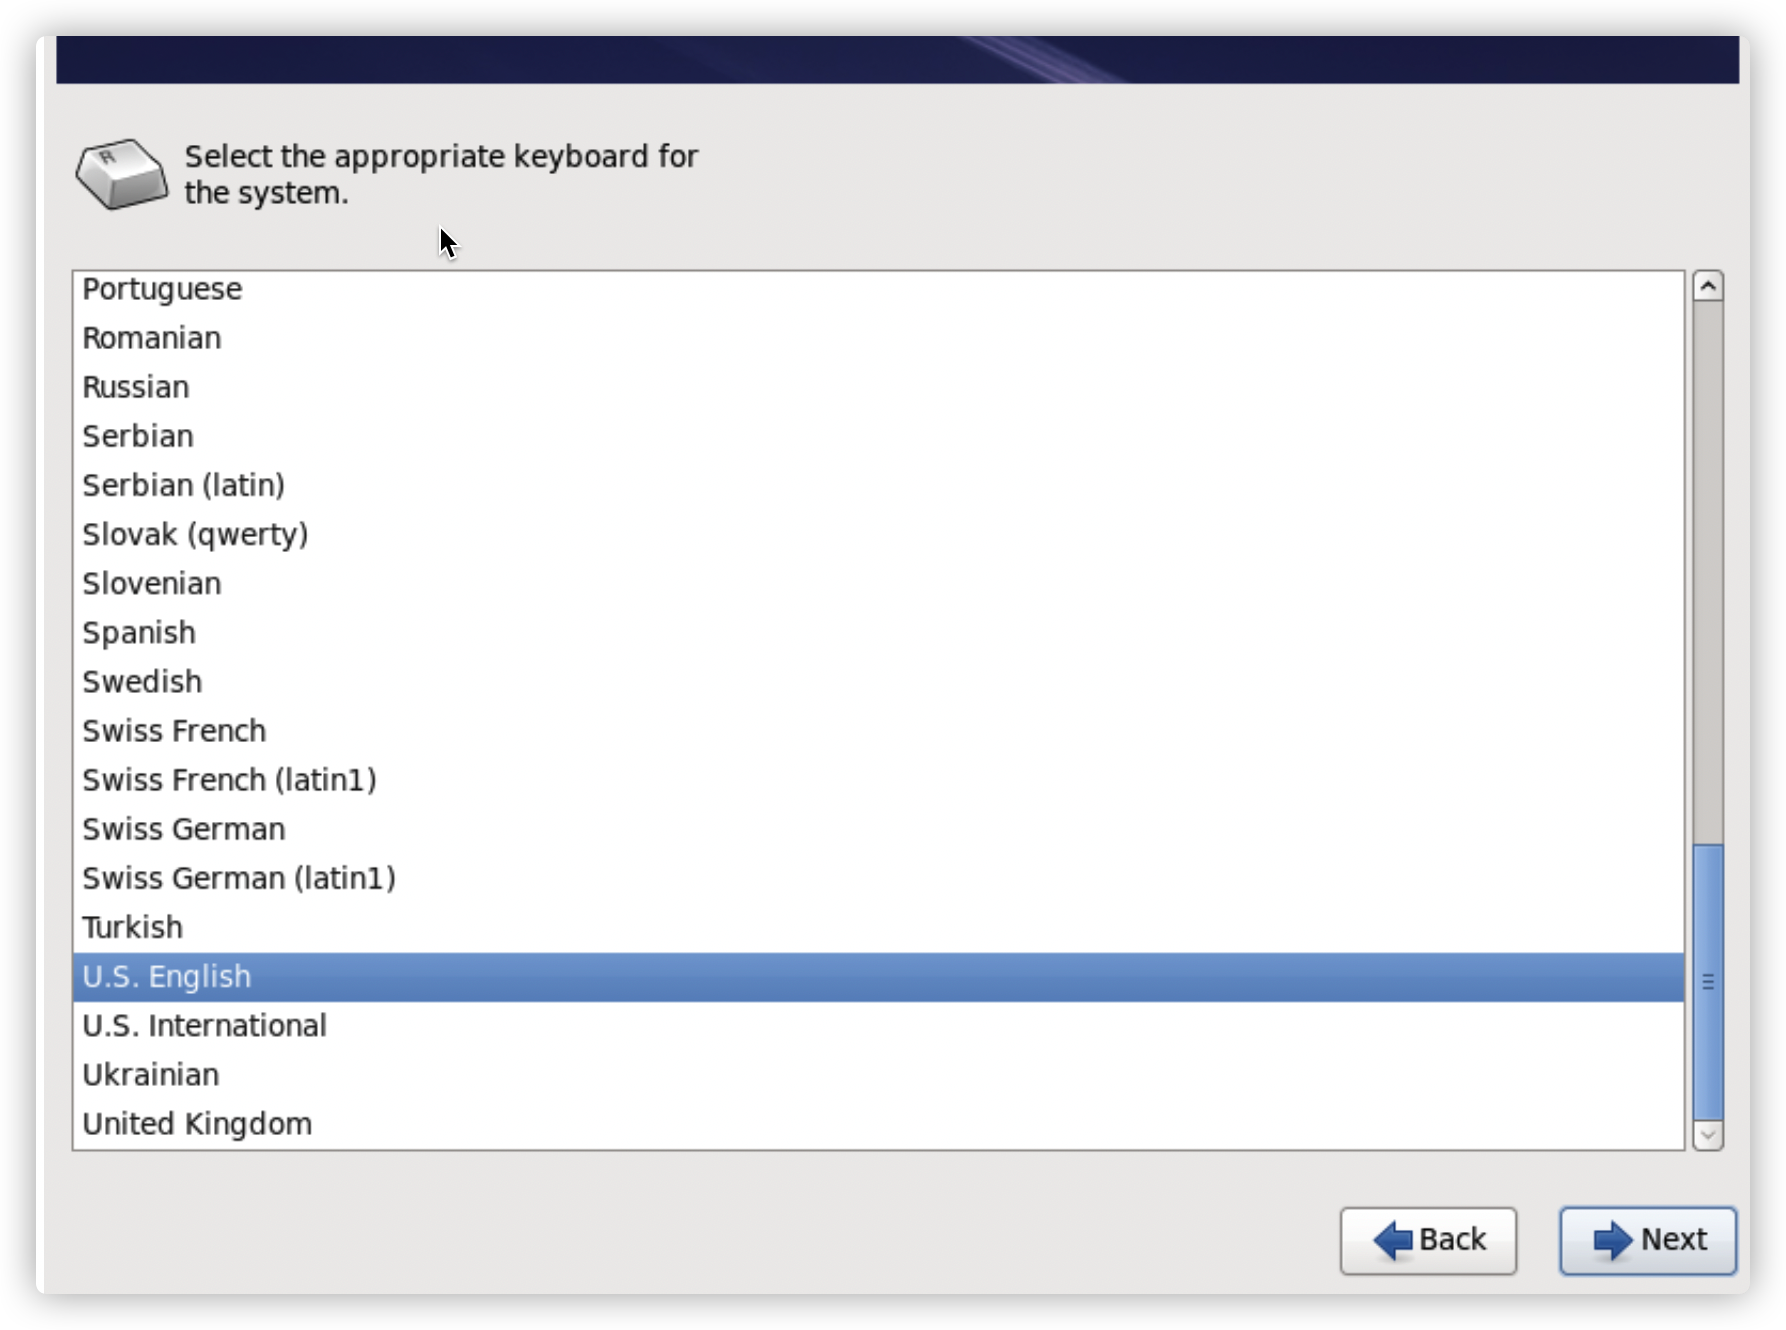 R
Select the appropriate keyboard for
the system.
Portuguese
Romanian
Russian
Serbian
Serbian (latin)
Slovak (qwerty)
Slovenian
Spanish
Swedish
Swiss French
Swiss French (latin1)
Swiss German
Swiss German (latin1)
Turkish
U.S. English
U.S. International
Ukrainian
United Kingdom
Back
Next